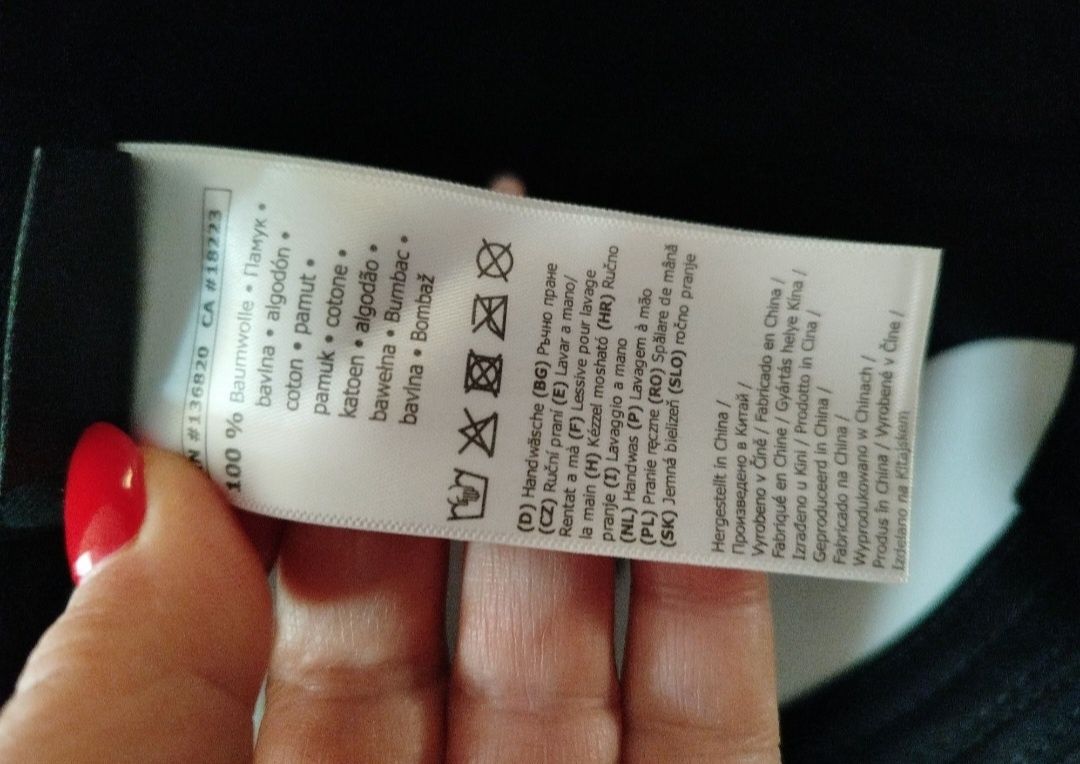 #136820 CA #18223
100 % Baumwolle • Памук •
bavlna • algodón •
coton • pamut •
pamuk • cotone •
katoen • algodão •
bawełna • Bumbac •
bavlna • Bombaž
(D) Handwäsche (BG) Ръчно пране
(CZ) Ruční praní (E) Lavar a mano/
Rentat a mà (F) Lessive pour lavage
la main (H) Kézzel mosható (HR) Ručno
pranje (I) Lavaggio a mano
(NL) Handwas (P) Lavagem à mão
(PL) Pranie ręczne (RO) Spălare de mână
(SK) Jemná bielizeň (SLO) ročno pranje
Hergestellt in China /
Произведено в Китай /
Vyrobeno v Číně / Fabricado en China /
Fabriqué en Chine / Gyártás helye Kína /
Izrađeno u Kini / Prodotto in Cina /
Geproduceerd in China /
Fabricado na China /
Wyprodukowano w Chinach /
Produs în China / Vyrobené v Číne /
Izdelano na Kitajskem